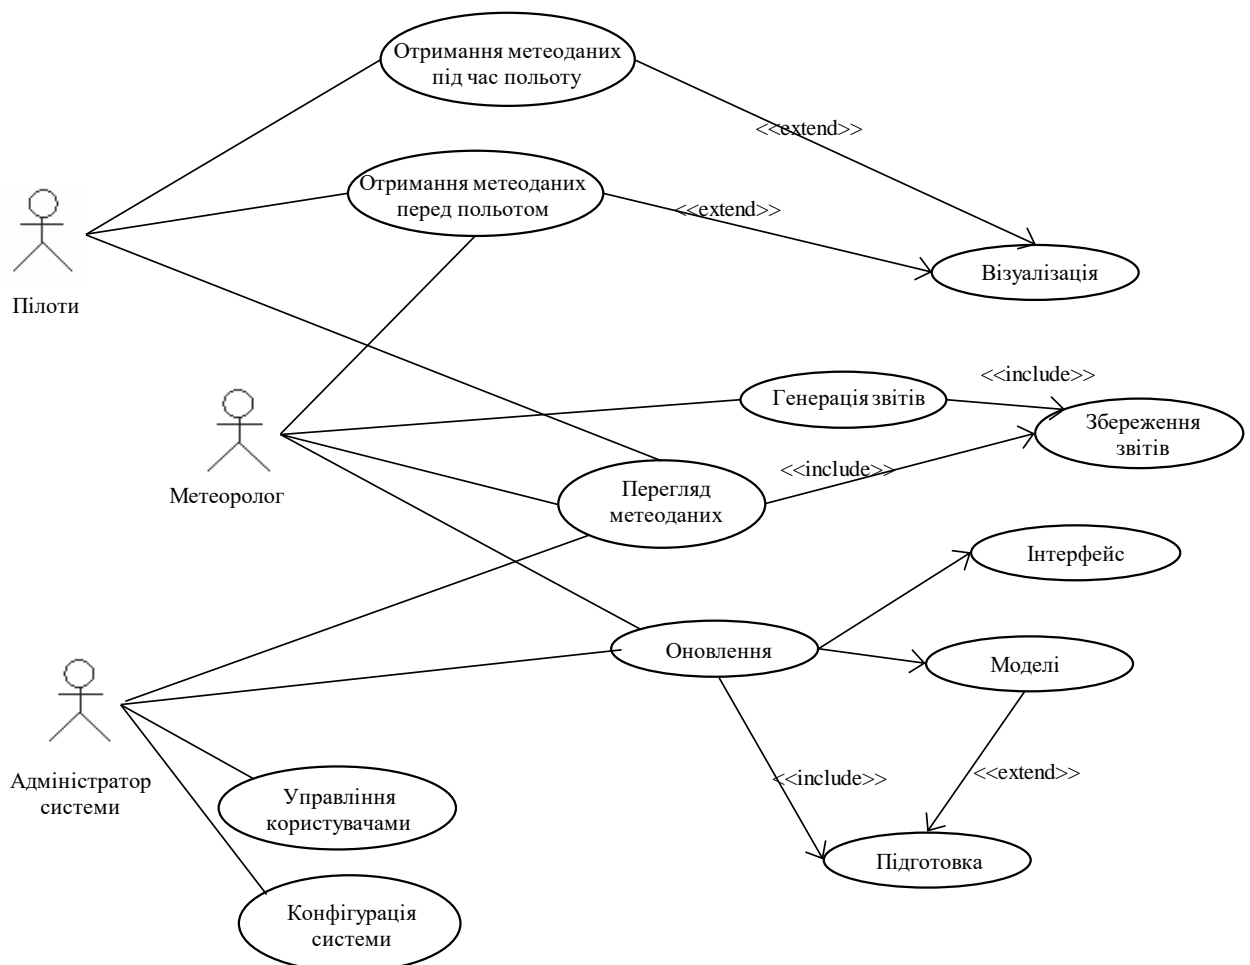 Отримання метеоданих
під час польоту
<<extend>>
Отримання метеоданих
перед польотом
<<extend>>
Візуалізація
Пілоти
<<include>>
Генерація звітів
Збереження
звітів
<<include>>
Метеоролог
Перегляд
метеоданих
Інтерфейс
Оновлення
Моделі
Адміністратор
системи
<<include>>
<<extend>>
Управління
користувачами
Підготовка
Конфігурація
системи